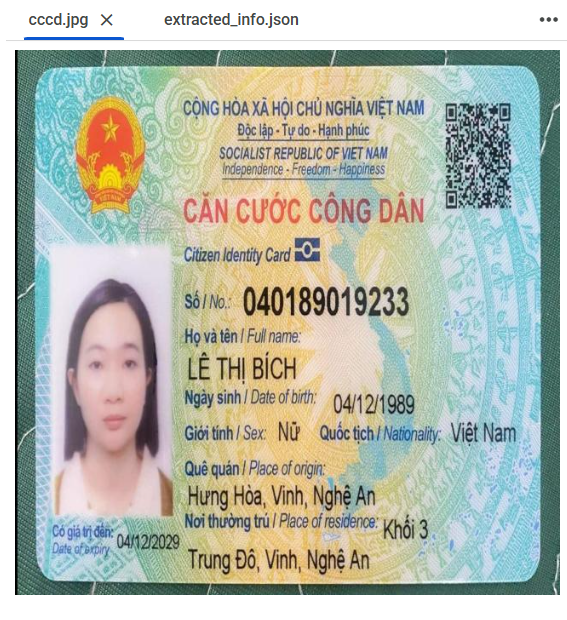 cccd.jpg
extracted_info.json
CỘNG HÒA XÃ HỘI CHỦ NGHĨA VIỆT NAM
Độc lập - Tự do - Hạnh phúc
SOCIALIST REPUBLIC OF VIET NAM
Independence - Freedom - Happiness
CĂN CƯỚC CÔNG DÂN
Citizen Identity Card
Số / No.: 040189019233
Họ và tên / Full name:
LÊ THỊ BÍCH
Ngày sinh / Date of birth: 04/12/1989
Giới tính / Sex: Nữ Quốc tịch / Nationality: Việt Nam
Quê quán / Place of origin:
Hưng Hòa, Vinh, Nghệ An
Nơi thường trú / Place of residence: Khối 3
Trung Đô, Vinh, Nghệ An
Có giá trị đến: 04/12/2029
Date of expiry